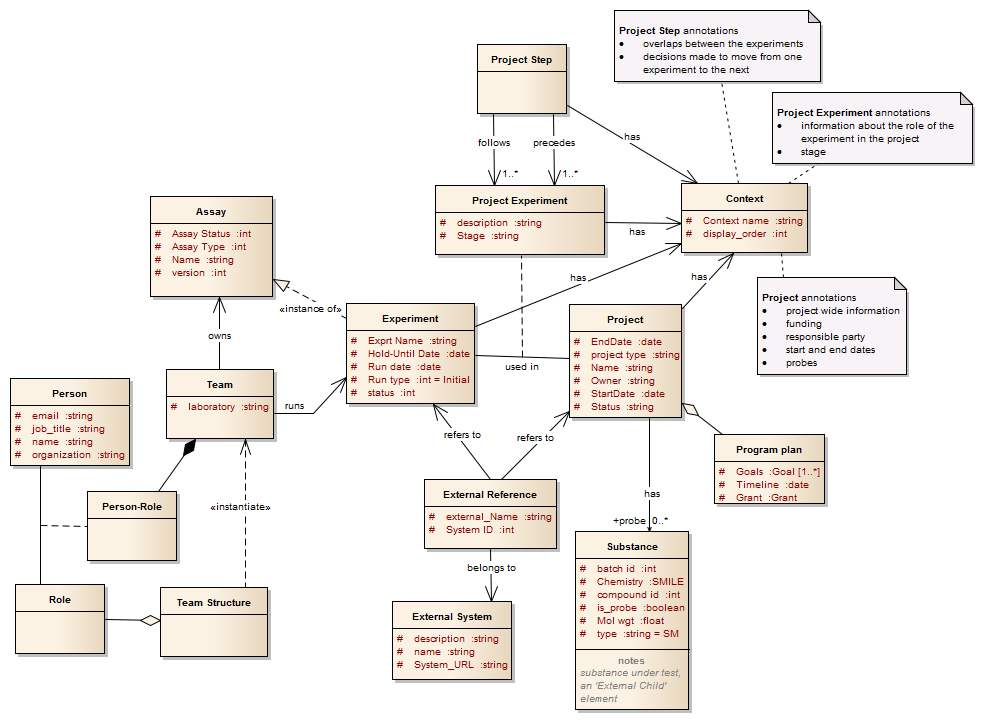 Project Step annotations
• overlaps between the experiments
• decisions made to move from one
experiment to the next
Project Step
Project Experiment annotations
• information about the role of the
experiment in the project
• stage
has
follows
precedes
1..*
1..*
Project Experiment
# description :string
# Stage :string
Context
# Context name :string
# display_order :int
has
Assay
# Assay Status :int
# Assay Type :int
# Name :string
# version :int
has
has
Project annotations
• project wide information
• funding
• responsible party
• start and end dates
• probes
«instance of»
Experiment
# Exprt Name :string
# Hold-Until Date :date
# Run date :date
# Run type :int = Initial
# status :int
Project
# EndDate :date
# project type :string
# Name :string
# Owner :string
# StartDate :date
# Status :string
owns
used in
Team
# laboratory :string
runs
Person
# email :string
# job_title :string
# name :string
# organization :string
refers to
refers to
Program plan
# Goals :Goal [1..*]
# Timeline :date
# Grant :Grant
Person-Role
«instantiate»
External Reference
# external_Name :string
# System ID :int
has
+probe 0..*
Substance
# batch id :int
# Chemistry :SMILE
# compound id :int
# is_probe :boolean
# Mol wgt :float
# type :string = SM
notes
substance under test,
an 'External Child'
element
belongs to
Role
Team Structure
External System
# description :string
# name :string
# System_URL :string